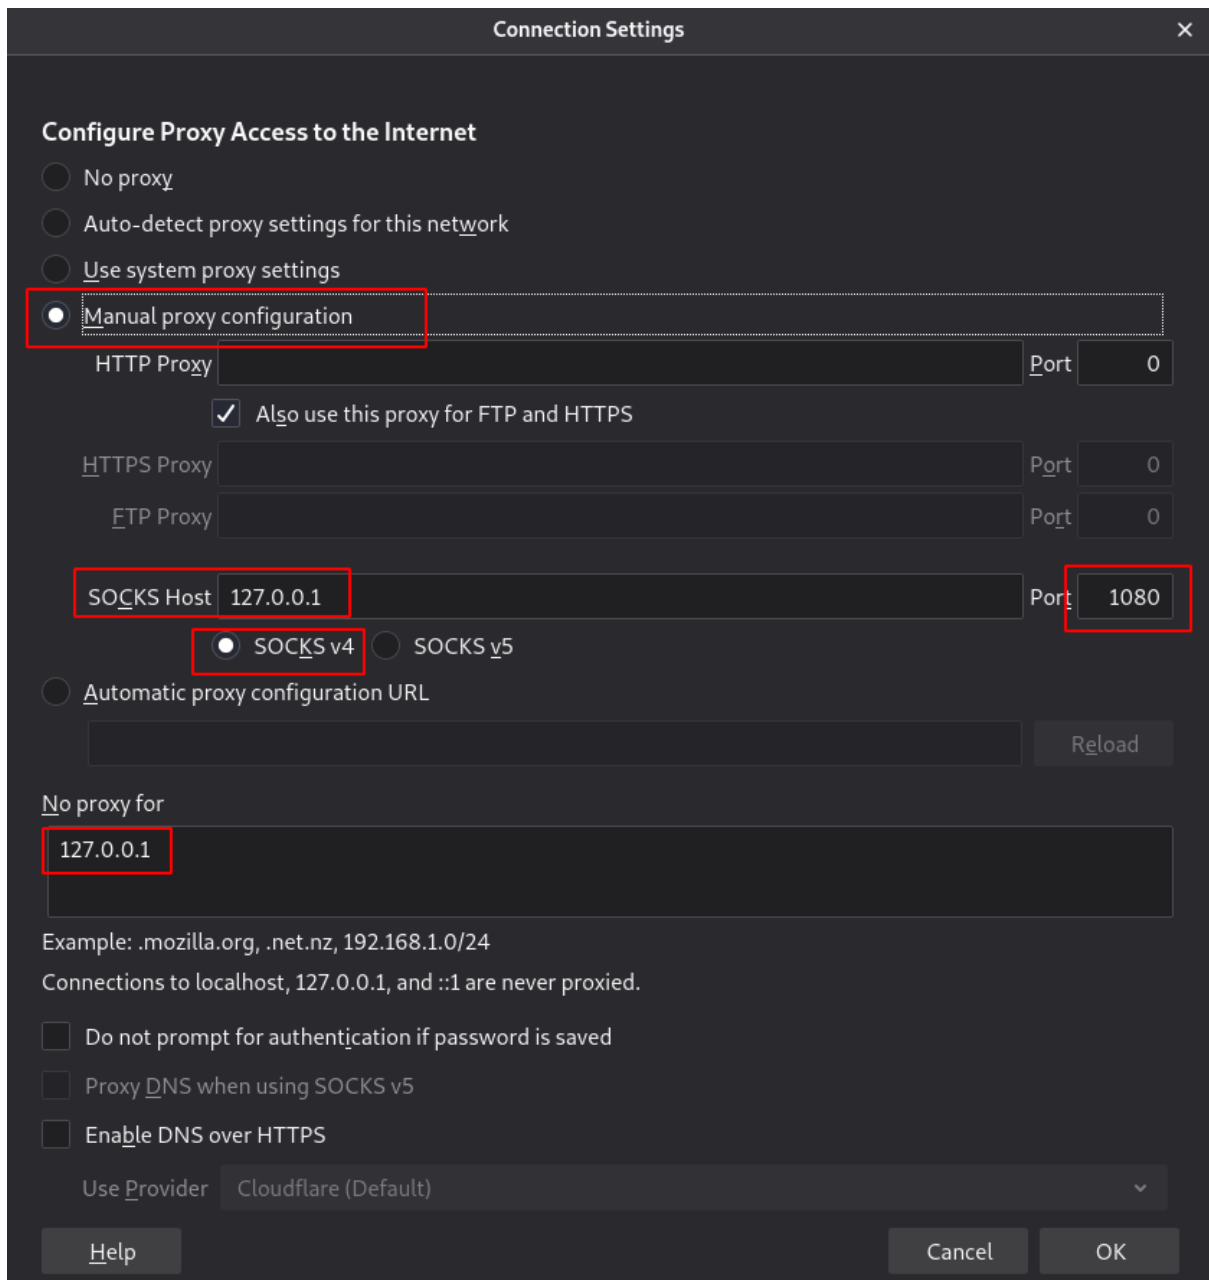 Connection Settings
Configure Proxy Access to the Internet
No proxy
Auto-detect proxy settings for this network
Use system proxy settings
Manual proxy configuration
HTTP Proxy Port 0
Also use this proxy for FTP and HTTPS
HTTPS Proxy Port 0
FTP Proxy Port 0
SOCKS Host 127.0.0.1 Port 1080
SOCKS v4 SOCKS v5
Automatic proxy configuration URL
Reload
No proxy for
127.0.0.1
Example: .mozilla.org, .net.nz, 192.168.1.0/24
Connections to localhost, 127.0.0.1, and ::1 are never proxied.
Do not prompt for authentication if password is saved
Proxy DNS when using SOCKS v5
Enable DNS over HTTPS
Use Provider Cloudflare (Default)
Help Cancel OK